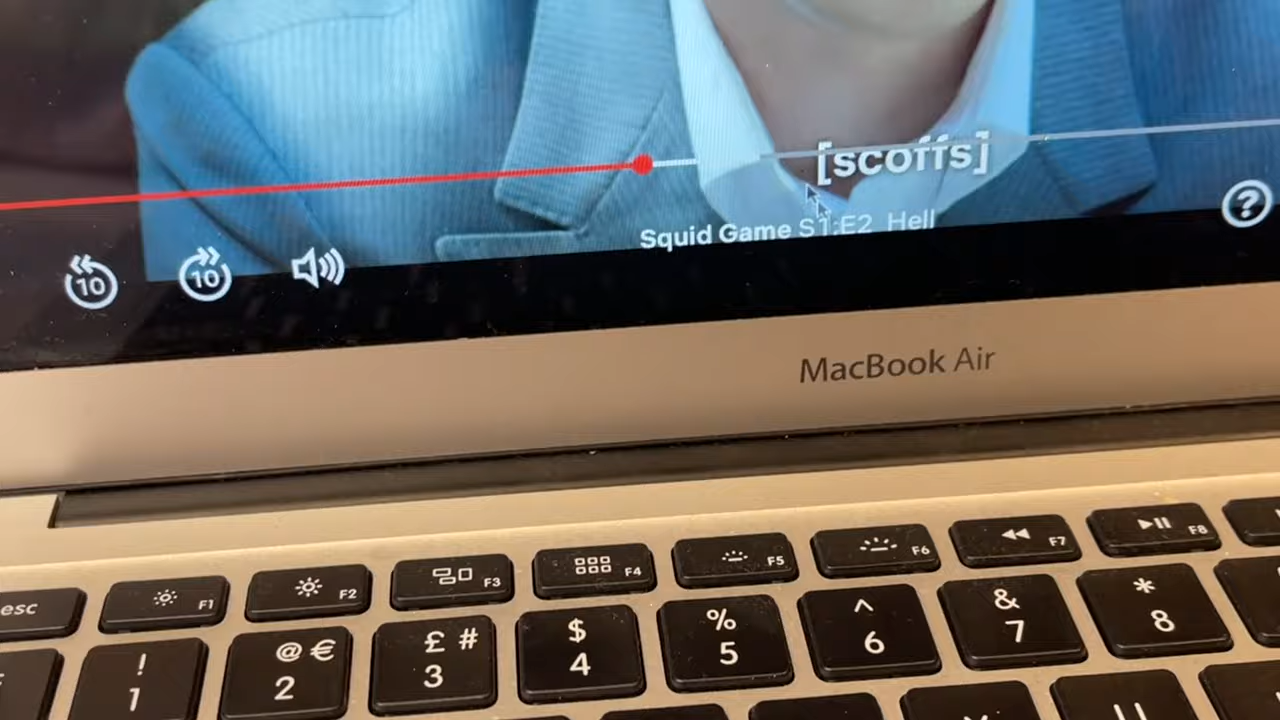 [scoffs]
Squid Game S1:E2 Hell
10 10 ?
MacBook Air
esc F1 F2 F3 F4 F5 F6 F7 F8
! @ € £ # $ % ^ & *
1 2 3 4 5 6 7 8